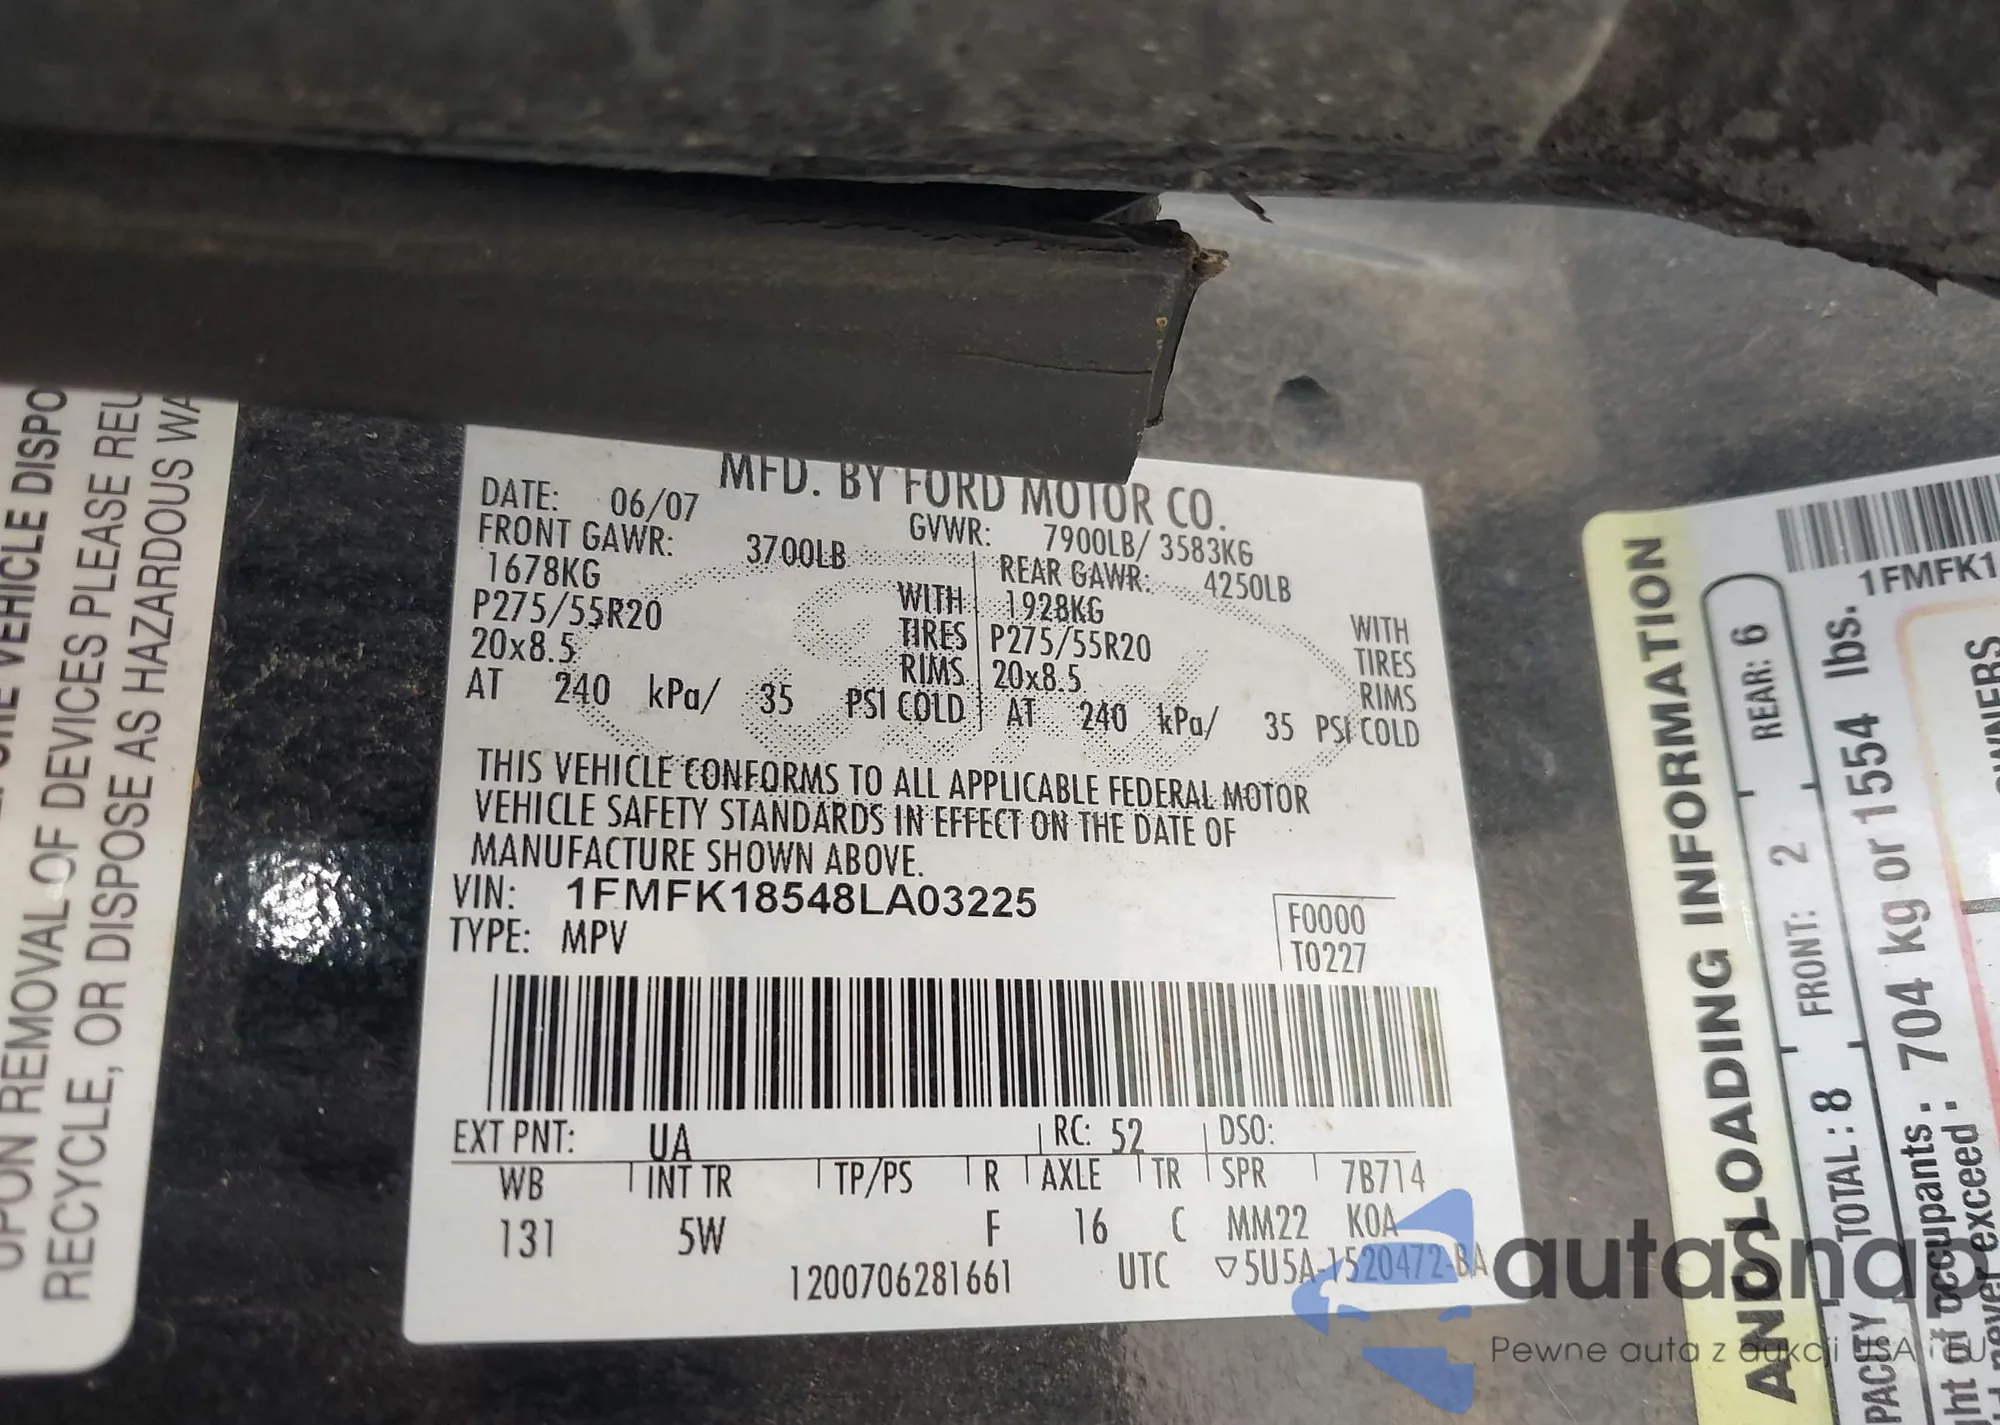 UPON REMOVAL OF DEVICES PLEASE
RECYCLE, OR DISPOSE AS HAZARDOUS
MFD. BY FORD MOTOR CO.
DATE: 06/07 GVWR: 7900LB/ 3583KG
FRONT GAWR: 3700LB REAR GAWR: 4250LB
1678KG WITH 1928KG WITH
P275/55R20 TIRES P275/55R20 TIRES
20x8.5 RIMS 20x8.5 RIMS
AT 240 kPa/ 35 PSI COLD AT 240 kPa/ 35 PSI COLD
THIS VEHICLE CONFORMS TO ALL APPLICABLE FEDERAL MOTOR
VEHICLE SAFETY STANDARDS IN EFFECT ON THE DATE OF
MANUFACTURE SHOWN ABOVE.
VIN: 1FMFK18548LA03225
TYPE: MPV
F0000
T0227
EXT PNT: UA RC: 52 DSO:
WB INT TR TP/PS R AXLE TR SPR 7B714
131 5W F 16 C MM22 KOA
1200706281661 UTC ▽5U5A-1520472-BA
AND LOADING INFORMATION
TOTAL: 8 FRONT: 2 REAR: 6
occupants: 704 kg or 1554 lbs.
never exceed:
1FMFK1
OWNERS
autaSnap
Pewne auta z aukcji USA i EU